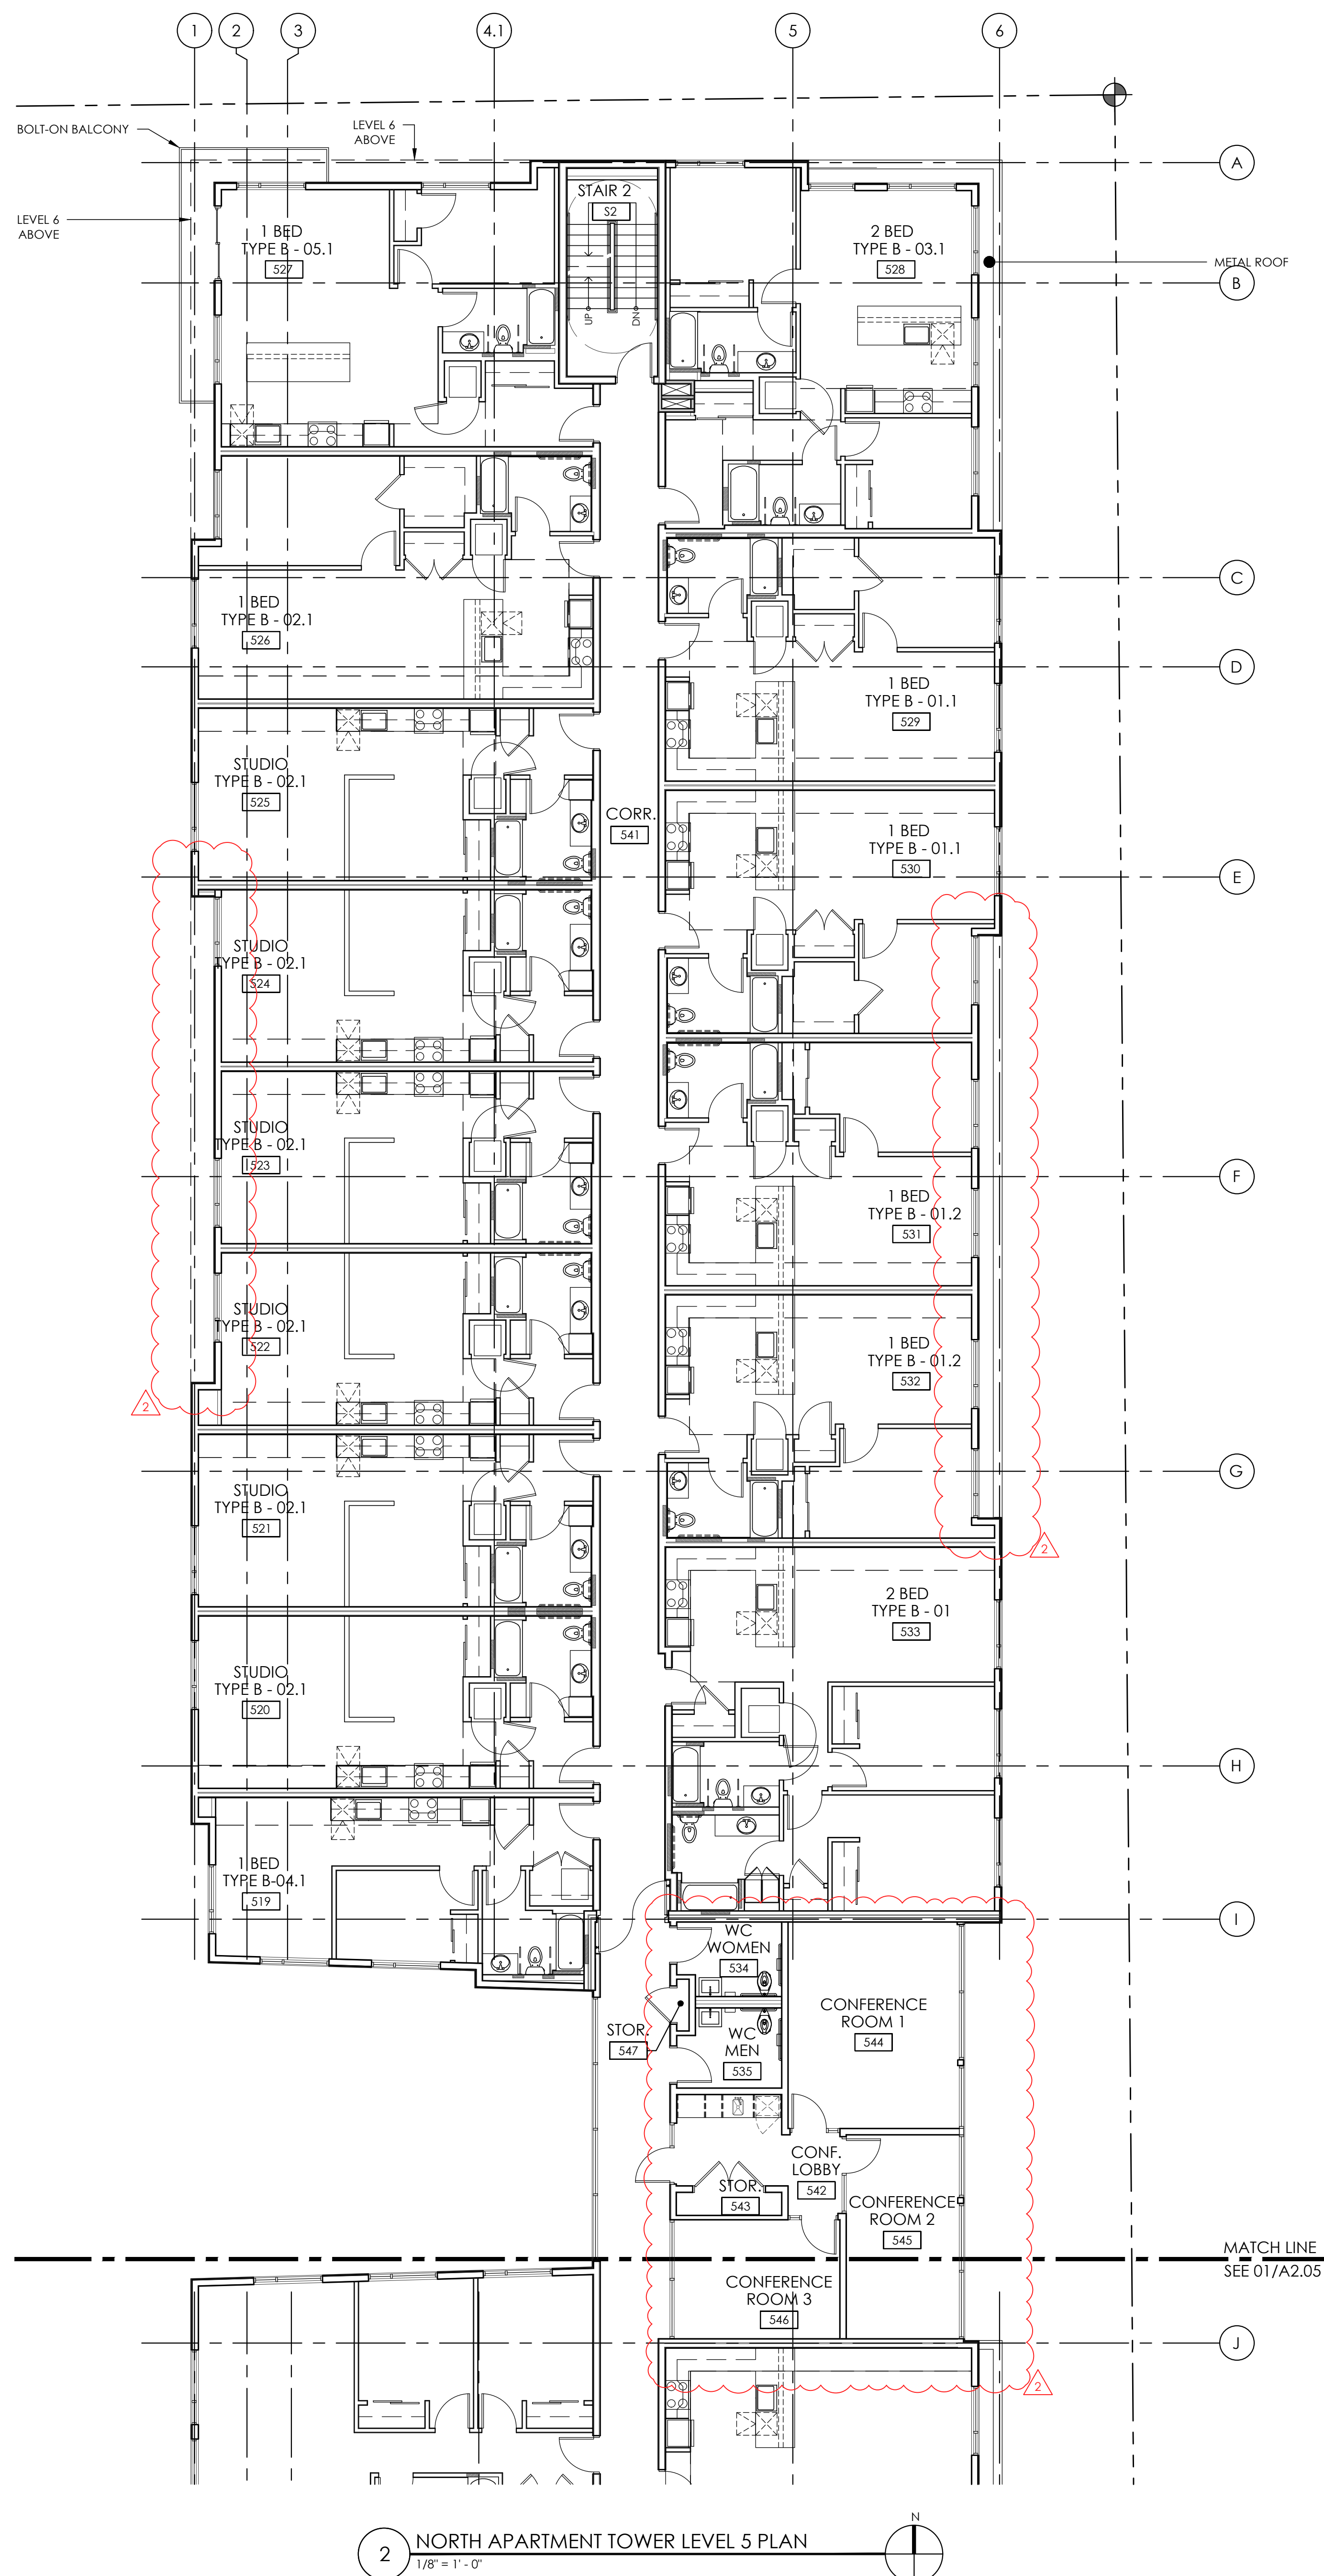 1
2
3
4.1
5
6
BOLT-ON BALCONY
LEVEL 6
ABOVE
A
STAIR 2
S2
LEVEL 6
ABOVE
1 BED
TYPE B - 05.1
527
2 BED
TYPE B - 03.1
528
METAL ROOF
B
UP
DN
C
1 BED
TYPE B - 02.1
526
D
1 BED
TYPE B - 01.1
529
STUDIO
TYPE B - 02.1
525
CORR.
541
1 BED
TYPE B - 01.1
530
E
STUDIO
TYPE B - 02.1
524
STUDIO
TYPE B - 02.1
523
F
1 BED
TYPE B - 01.2
531
STUDIO
TYPE B - 02.1
522
1 BED
TYPE B - 01.2
532
2
G
STUDIO
TYPE B - 02.1
521
2
2 BED
TYPE B - 01
533
STUDIO
TYPE B - 02.1
520
H
1 BED
TYPE B-04.1
519
I
WC
WOMEN
534
CONFERENCE
ROOM 1
544
STOR.
547
WC
MEN
535
CONF.
LOBBY
542
STOR.
543
CONFERENCE
ROOM 2
545
MATCH LINE
SEE 01/A2.05
CONFERENCE
ROOM 3
546
J
2
2
NORTH APARTMENT TOWER LEVEL 5 PLAN
1/8" = 1' - 0"
N